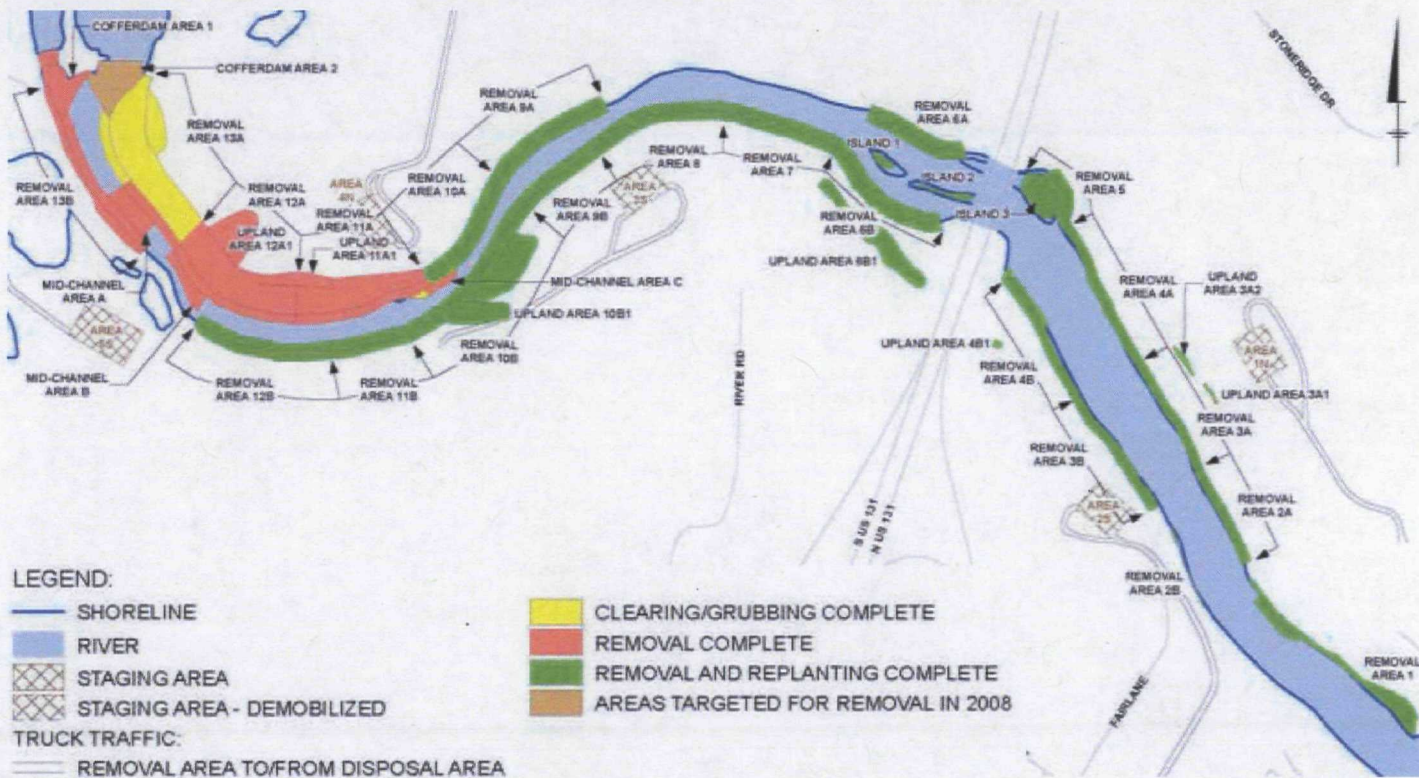 COFFERDAM AREA 1
COFFERDAM AREA 2
STONERIDGE DR
REMOVAL
AREA 9A
REMOVAL
AREA 6A
REMOVAL
AREA 13A
ISLAND 1
REMOVAL
AREA 8
REMOVAL
AREA 7
ISLAND 2
REMOVAL
AREA 5
REMOVAL
AREA 13B
REMOVAL
AREA 12A
AREA
REMOVAL
AREA 10A
AREA
REMOVAL
AREA 9B
ISLAND 3
REMOVAL
AREA 11A
UPLAND
AREA 12A1
UPLAND
AREA 11A1
REMOVAL
AREA 6B
UPLAND AREA 6B1
MID-CHANNEL
AREA A
MID-CHANNEL AREA C
REMOVAL
AREA 4A
UPLAND
AREA 3A2
UPLAND AREA 10B1
AREA
REMOVAL
AREA 10B
UPLAND AREA 4B1
AREA
1N
MID-CHANNEL
AREA B
REMOVAL
AREA 12B
REMOVAL
AREA 11B
RIVER RD
REMOVAL
AREA 4B
UPLAND AREA 3A1
REMOVAL
AREA 3A
REMOVAL
AREA 3B
REMOVAL
AREA 2A
AREA
2S
S US 131
N US 131
REMOVAL
AREA 2B
REMOVAL
AREA 1
FAIRLANE
LEGEND:
SHORELINE
RIVER
STAGING AREA
STAGING AREA - DEMOBILIZED
TRUCK TRAFFIC:
REMOVAL AREA TO/FROM DISPOSAL AREA
CLEARING/GRUBBING COMPLETE
REMOVAL COMPLETE
REMOVAL AND REPLANTING COMPLETE
AREAS TARGETED FOR REMOVAL IN 2008